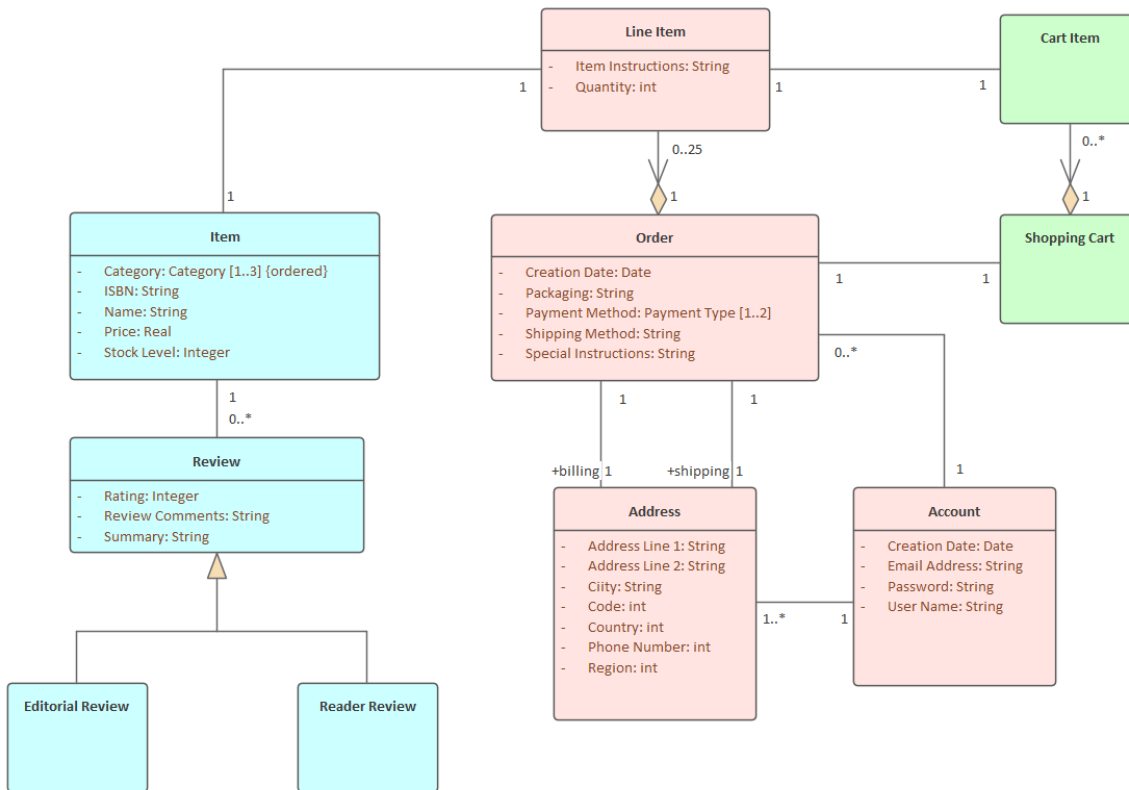 Line Item
- Item Instructions: String
- Quantity: int
Cart Item
1
1
1
1
0..25
0..*
1
1
1
Item
- Category: Category [1..3] {ordered}
- ISBN: String
- Name: String
- Price: Real
- Stock Level: Integer
Order
- Creation Date: Date
- Packaging: String
- Payment Method: Payment Type [1..2]
- Shipping Method: String
- Special Instructions: String
Shopping Cart
1
1
0..*
1
0..*
1
1
Review
- Rating: Integer
- Review Comments: String
- Summary: String
+billing 1
+shipping 1
1
Address
- Address Line 1: String
- Address Line 2: String
- Ciity: String
- Code: int
- Country: int
- Phone Number: int
- Region: int
Account
- Creation Date: Date
- Email Address: String
- Password: String
- User Name: String
1..*
1
Editorial Review
Reader Review